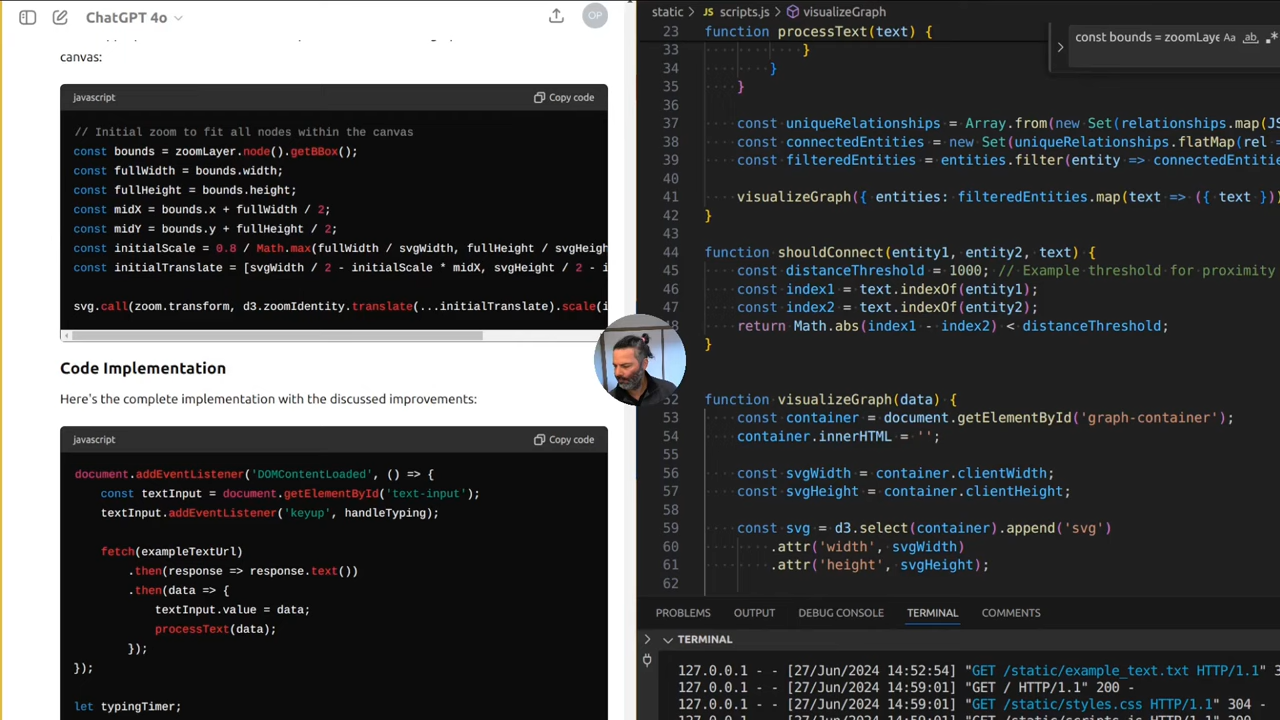 ChatGPT 4o
OP
canvas:
javascript
Copy code
// Initial zoom to fit all nodes within the canvas
const bounds = zoomLayer.node().getBBox();
const fullWidth = bounds.width;
const fullHeight = bounds.height;
const midX = bounds.x + fullWidth / 2;
const midY = bounds.y + fullHeight / 2;
const initialScale = 0.8 / Math.max(fullWidth / svgWidth, fullHeight / svgHeigh
const initialTranslate = [svgWidth / 2 - initialScale * midX, svgHeight / 2 - i
svg.call(zoom.transform, d3.zoomIdentity.translate(...initialTranslate).scale(i
Code Implementation
Here's the complete implementation with the discussed improvements:
javascript
Copy code
document.addEventListener('DOMContentLoaded', () => {
const textInput = document.getElementById('text-input');
textInput.addEventListener('keyup', handleTyping);
fetch(exampleTextUrl)
.then(response => response.text())
.then(data => {
textInput.value = data;
processText(data);
});
});
let typingTimer;
static > JS scripts.js > visualizeGraph
const bounds = zoomLaye Aa ab .*
23 function processText(text) {
33 }
34 }
35 }
36
37 const uniqueRelationships = Array.from(new Set(relationships.map(JS
38 const connectedEntities = new Set(uniqueRelationships.flatMap(rel =
39 const filteredEntities = entities.filter(entity => connectedEntitie
40
41 visualizeGraph({ entities: filteredEntities.map(text => ({ text }))
42 }
43
44 function shouldConnect(entity1, entity2, text) {
45 const distanceThreshold = 1000; // Example threshold for proximity
46 const index1 = text.indexOf(entity1);
47 const index2 = text.indexOf(entity2);
8 return Math.abs(index1 - index2) < distanceThreshold;
}
52 function visualizeGraph(data) {
53 const container = document.getElementById('graph-container');
54 container.innerHTML = '';
55
56 const svgWidth = container.clientWidth;
57 const svgHeight = container.clientHeight;
58
59 const svg = d3.select(container).append('svg')
60 .attr('width', svgWidth)
61 .attr('height', svgHeight);
62
PROBLEMS OUTPUT DEBUG CONSOLE TERMINAL COMMENTS
TERMINAL
127.0.0.1 - - [27/Jun/2024 14:52:54] "GET /static/example_text.txt HTTP/1.1" 3
127.0.0.1 - - [27/Jun/2024 14:59:01] "GET / HTTP/1.1" 200 -
127.0.0.1 - - [27/Jun/2024 14:59:01] "GET /static/styles.css HTTP/1.1" 304 -